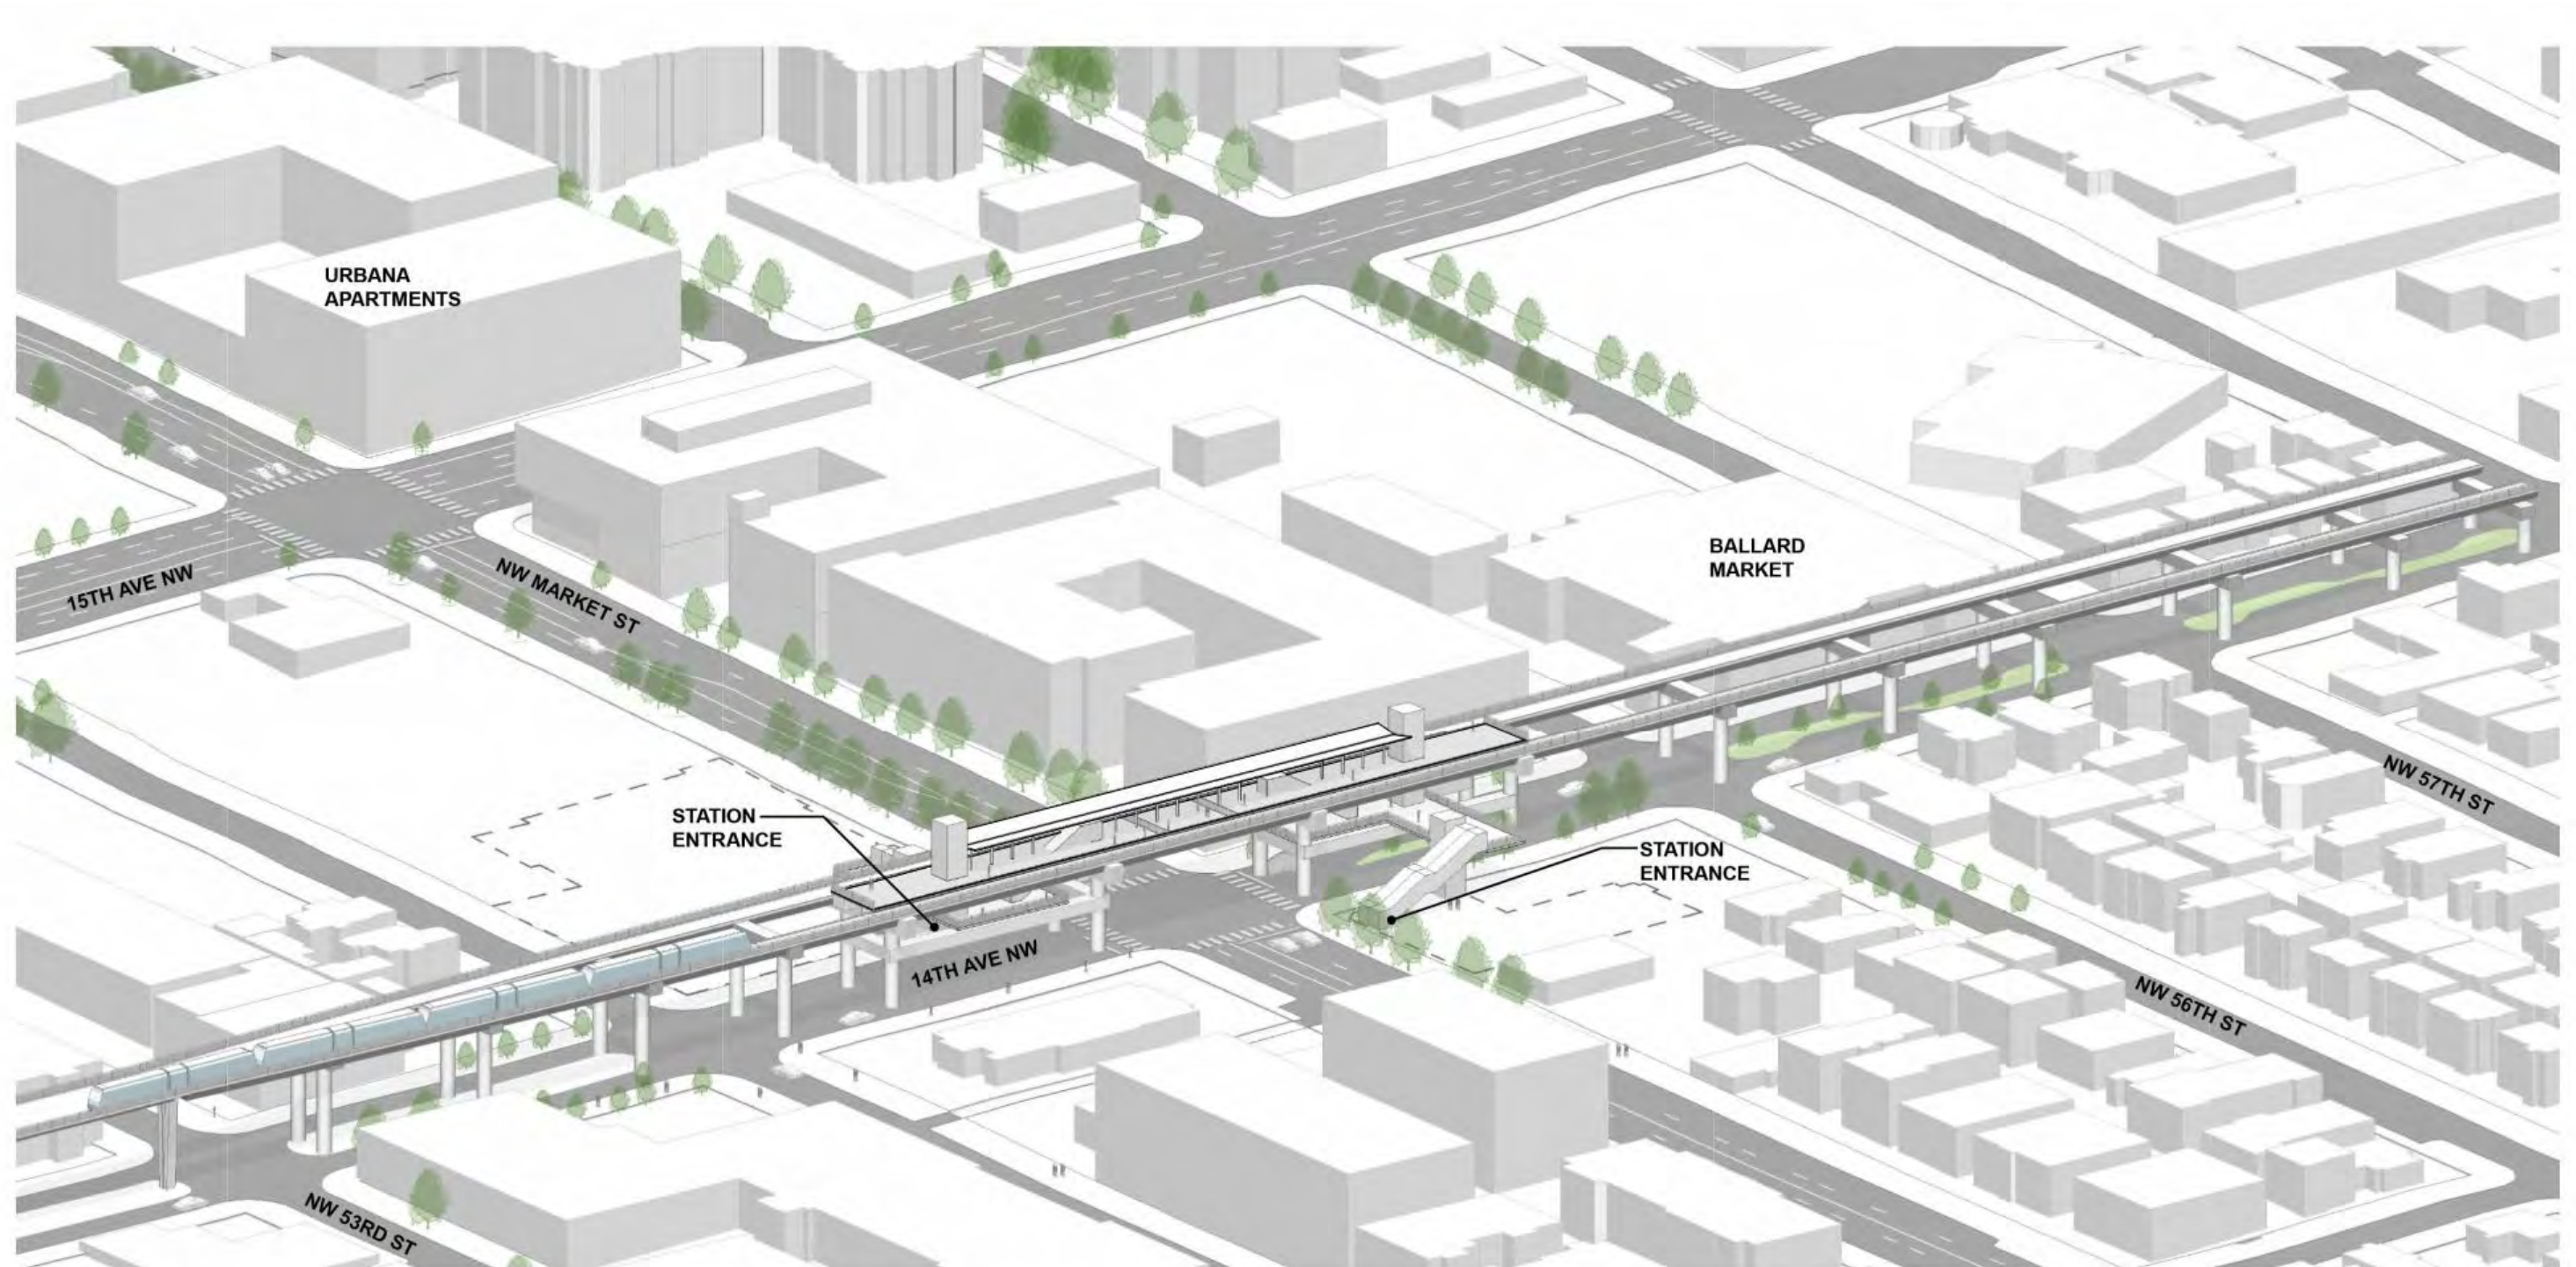 URBANA
APARTMENTS
BALLARD
MARKET
15TH AVE NW
NW MARKET ST
STATION
ENTRANCE
STATION
ENTRANCE
14TH AVE NW
NW 57TH ST
NW 56TH ST
NW 53RD ST